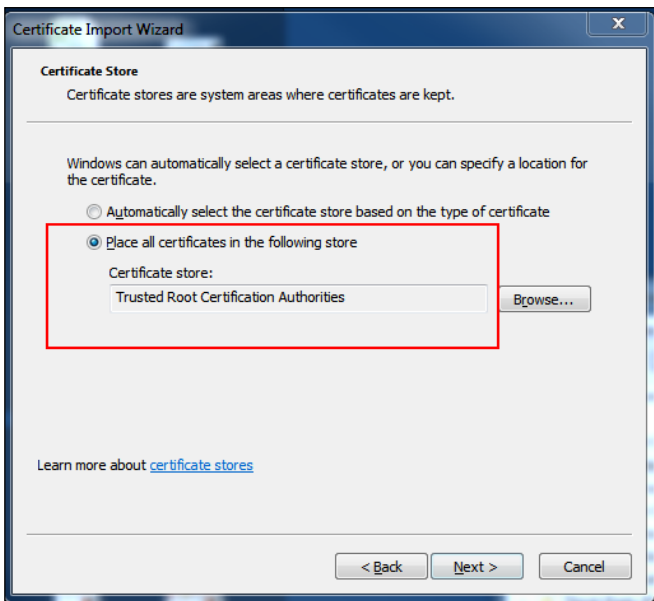 Certificate Import Wizard
x
Certificate Store
Certificate stores are system areas where certificates are kept.
Windows can automatically select a certificate store, or you can specify a location for
the certificate.
Automatically select the certificate store based on the type of certificate
Place all certificates in the following store
Certificate store:
Trusted Root Certification Authorities
Browse...
Learn more about certificate stores
< Back
Next >
Cancel